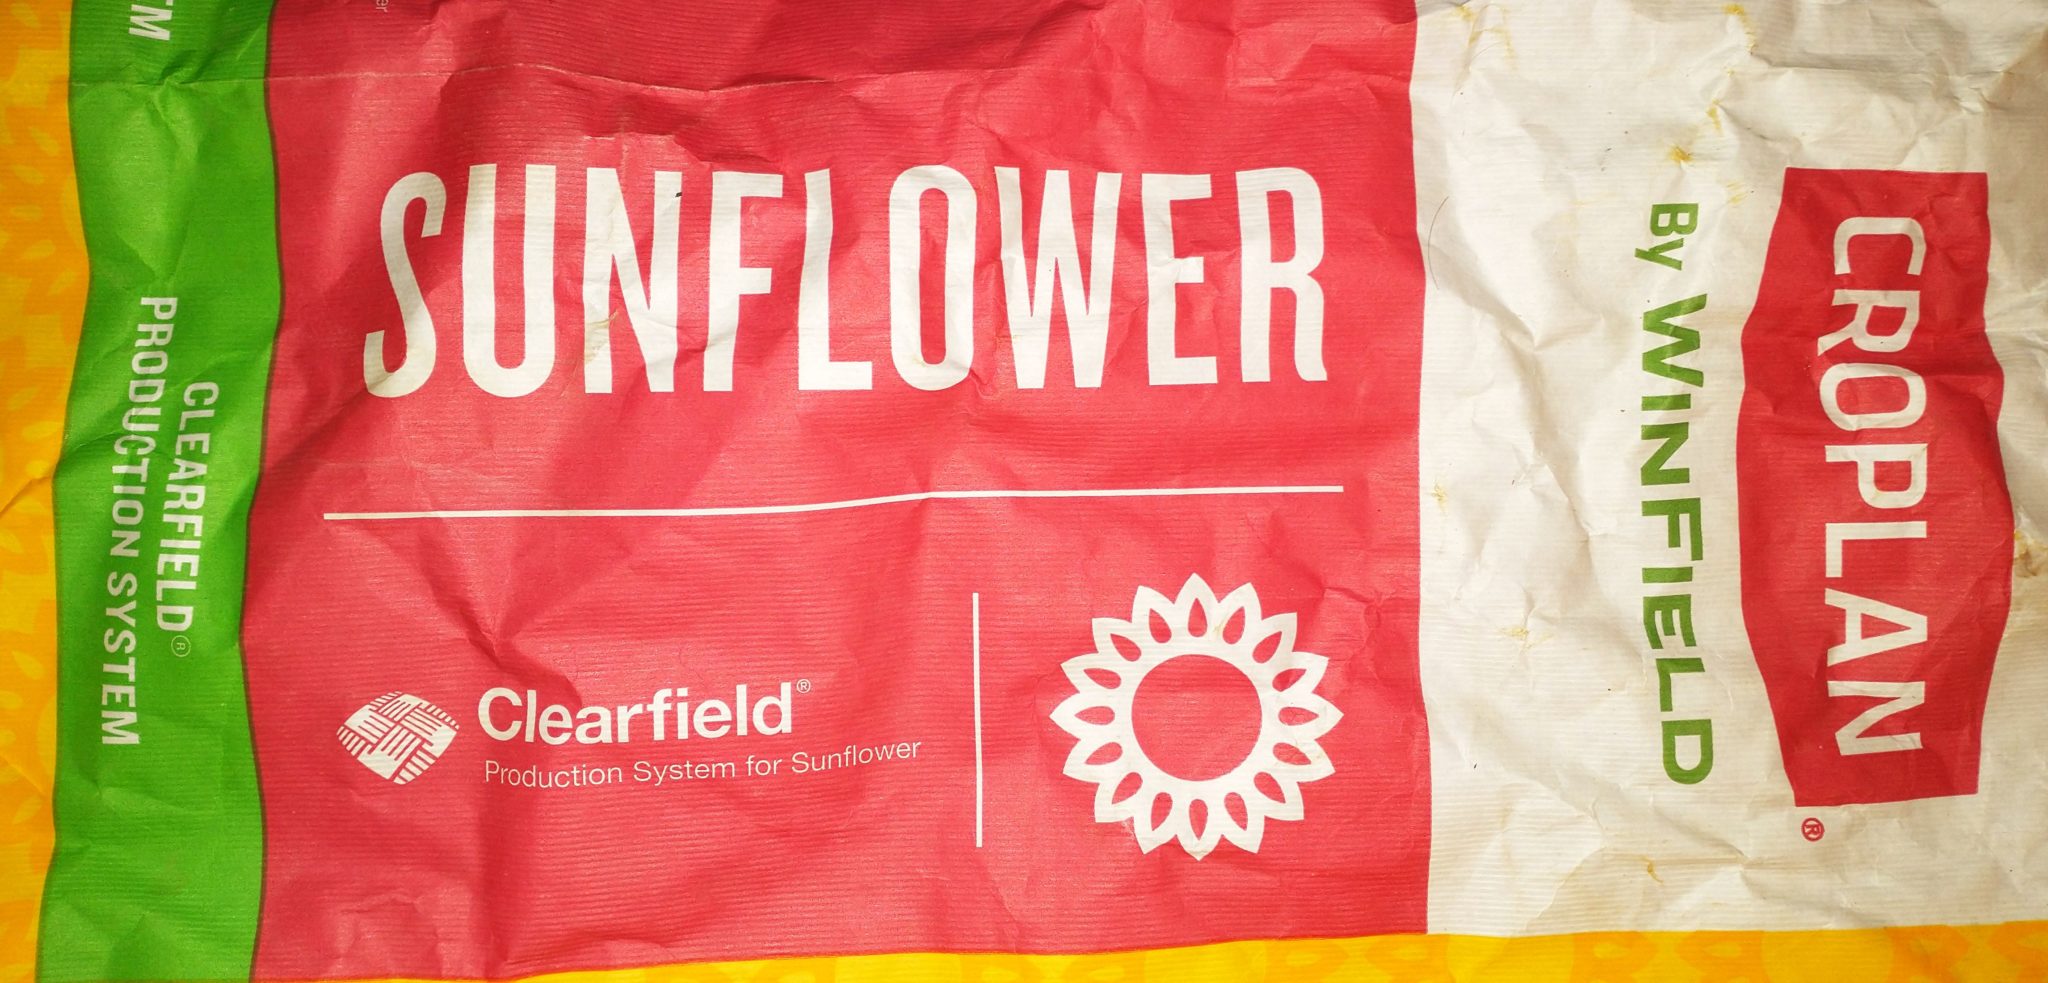 SUNFLOWER
Clearfield®
Production System for Sunflower
CLEARFIELD®
PRODUCTION SYSTEM
CROPLAN®
By WINFIELD